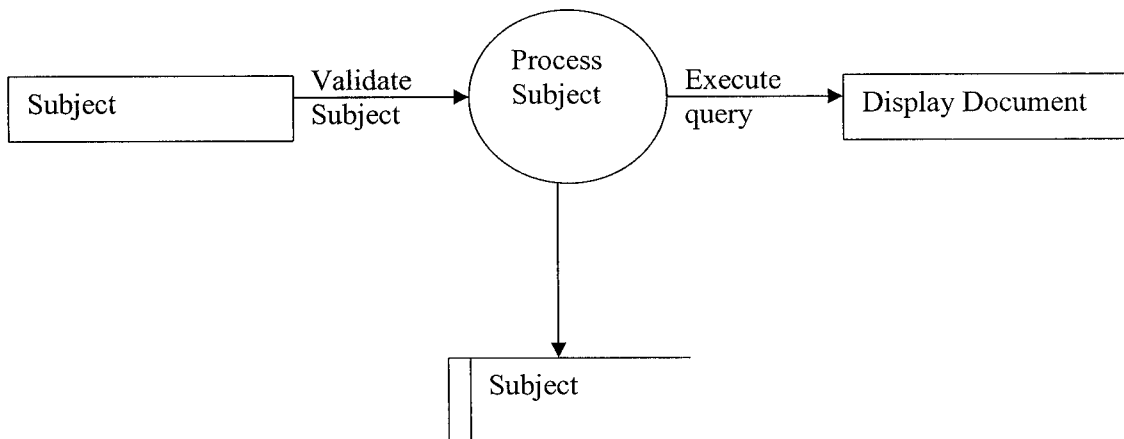 Subject
Validate
Subject
Process
Subject
Execute
query
Display Document
Subject